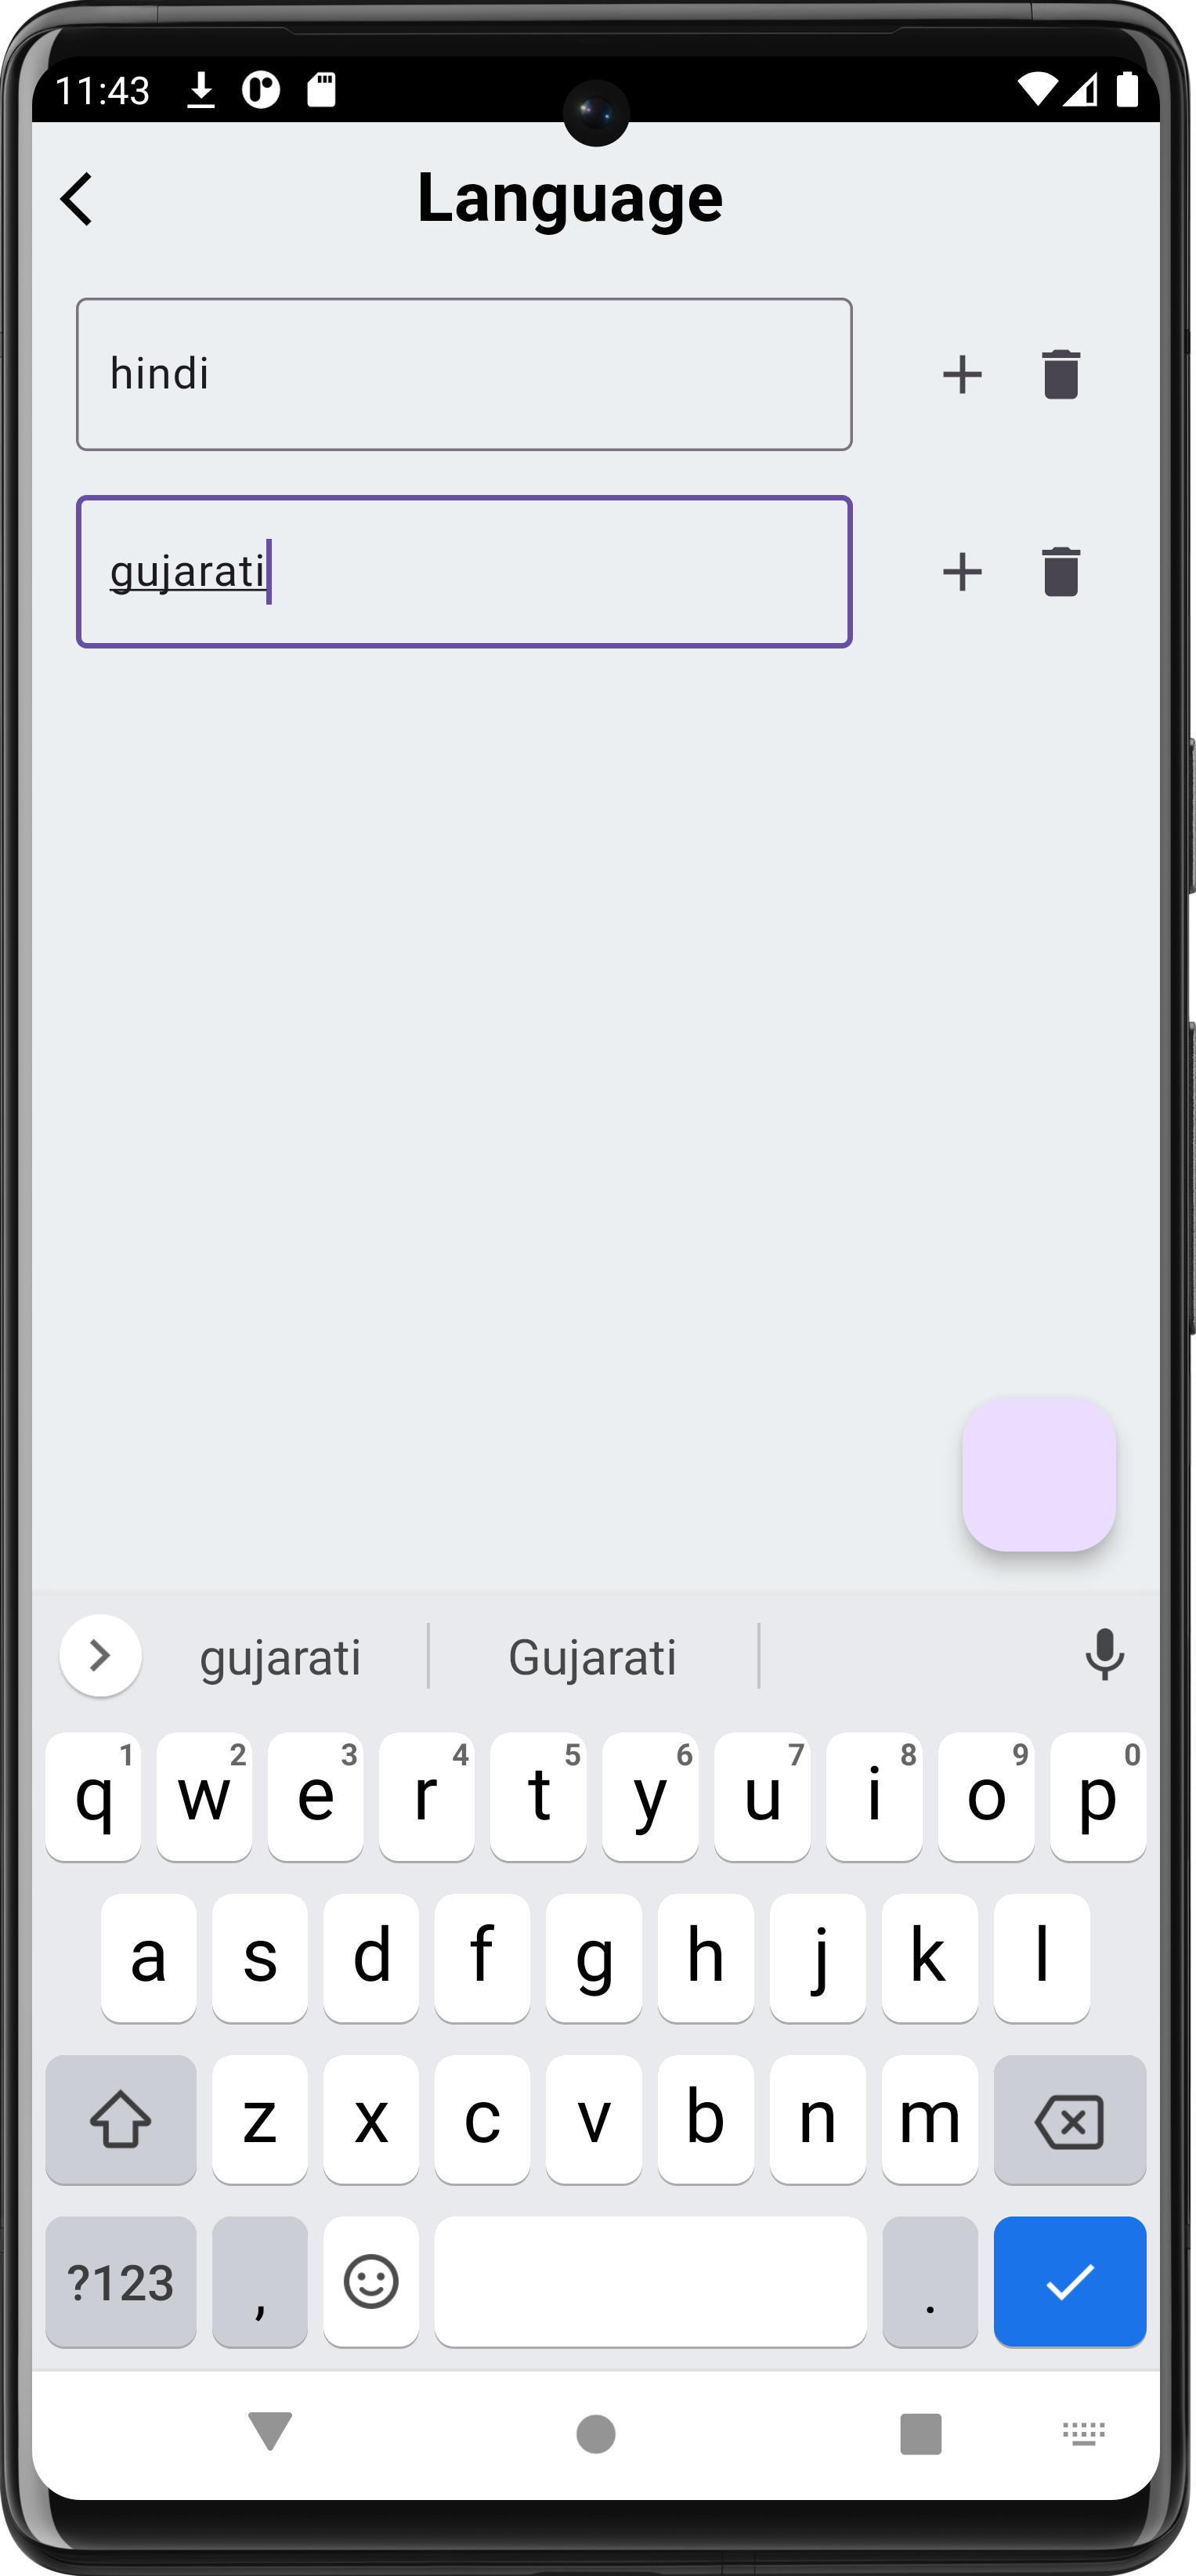 11:43
Language
hindi
gujarati
gujarati Gujarati
1 2 3 4 5 6 7 8 9 0
q w e r t y u i o p
a s d f g h j k l
z x c v b n m
?123 , .